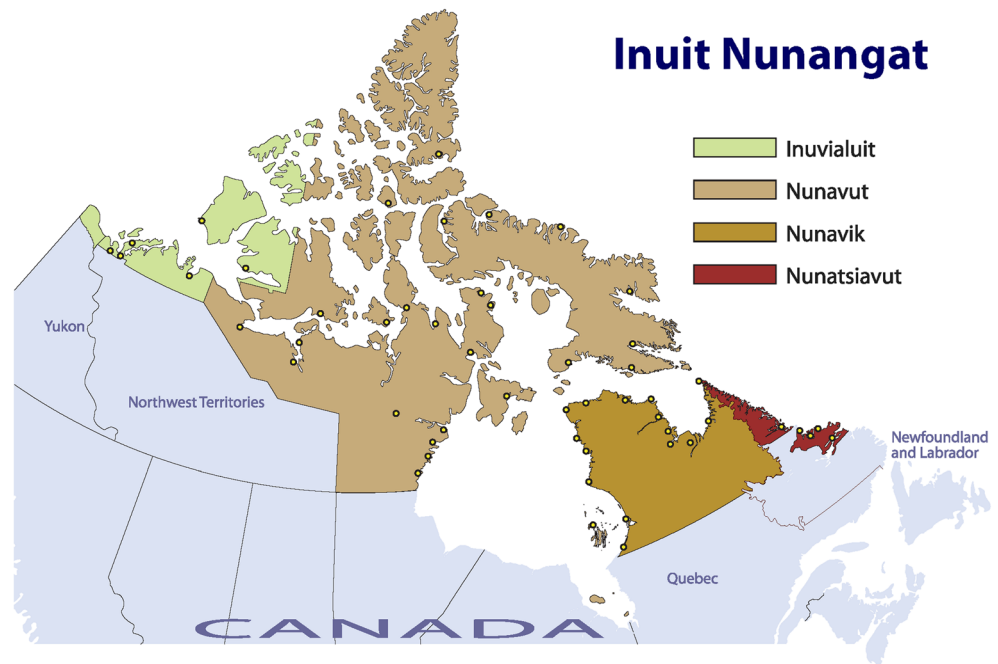 Inuit Nunangat
Inuvialuit
Nunavut
Nunavik
Nunatsiavut
Yukon
Northwest Territories
Newfoundland
and Labrador
Quebec
CANADA